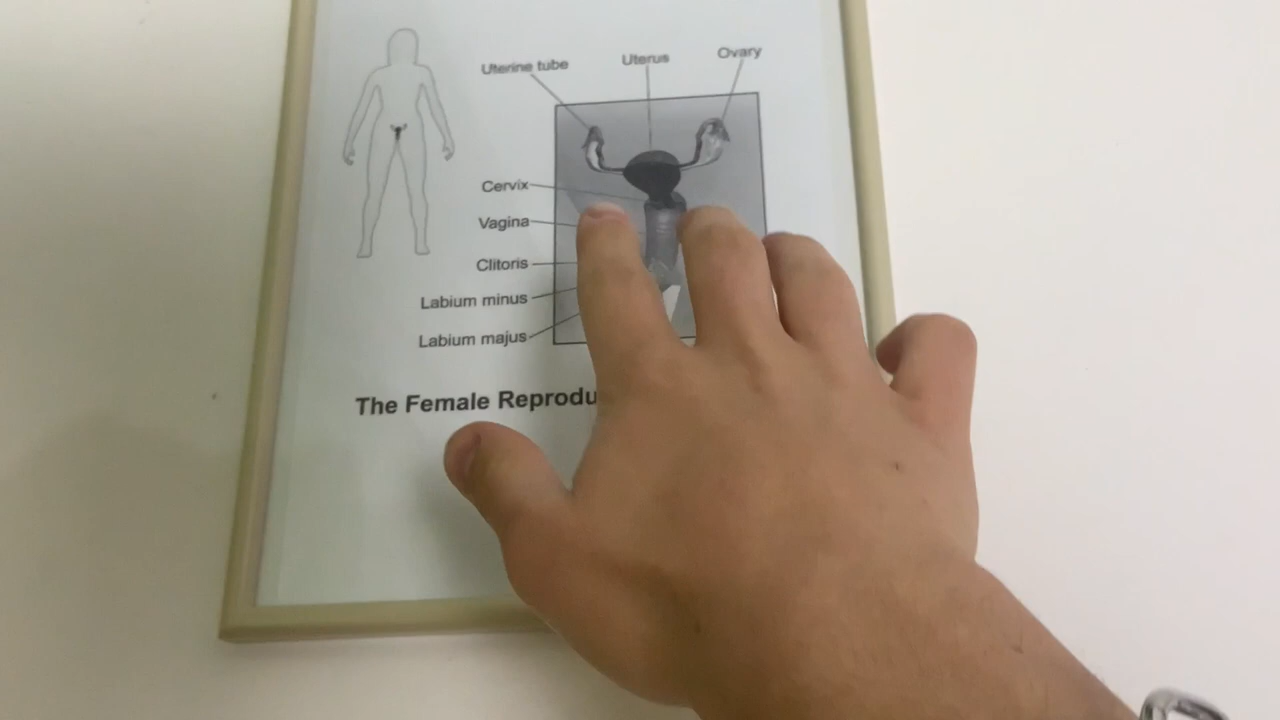 Uterine tube
Uterus
Ovary
Cervix
Vagina
Clitoris
Labium minus
Labium majus
The Female Reprodu